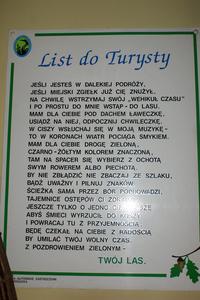 List do Turysty
JEŚLI JESTEŚ W DALEKIEJ PODRÓŻY,
JEŚLI MIEJSKI ZGIEŁK JUŻ CIĘ ZNUŻYŁ,
NA CHWILĘ WSTRZYMAJ SWÓJ „WEHIKUŁ CZASU"
I PO PROSTU DO MNIE WSTĄP - DO LASU.
MAM DLA CIEBIE POD DACHEM ŁAWECZKĘ,
USIĄDŹ NA NIEJ, ODPOCZNIJ CHWILECZKĘ,
W CISZY WSŁUCHAJ SIĘ W MOJĄ MUZYKĘ-
TO W KORONACH WIATR POCIĄGA SMYKIEM.
MAM DLA CIEBIE DROGĘ ZIELONĄ,
CZARNO-ŻÓŁTYM KOLOREM ZNACZONĄ,
TAM NA SPACER SIĘ WYBIERZ Z OCHOTĄ
SWYM ROWEREM ALBO PIECHOTĄ.
BY NIE ZBŁĄDZIĆ NIE ZBACZAJ ZE SZLAKU,
BĄDŹ UWAŻNY I PILNUJ ZNAKÓW
ŚCIEŻKA SAMA PRZEZ BÓR POPROWADZI,
TAJEMNICE OSTĘPÓW CI ZDRADZI.
JESZCZE TYLKO O JEDNO CIĘ PROSZĘ
ABYŚ ŚMIECI WYRZUCIŁ DO KOSZY
I POWRACAJ TU Z PRZYJEMNOŚCIĄ
BĘDĘ CZEKAŁ NA CIEBIE Z RADOŚCIĄ
BY UMILAĆ TWÓJ WOLNY CZAS.
Z POZDROWIENIEM ZIELONYM -
TWÓJ LAS.